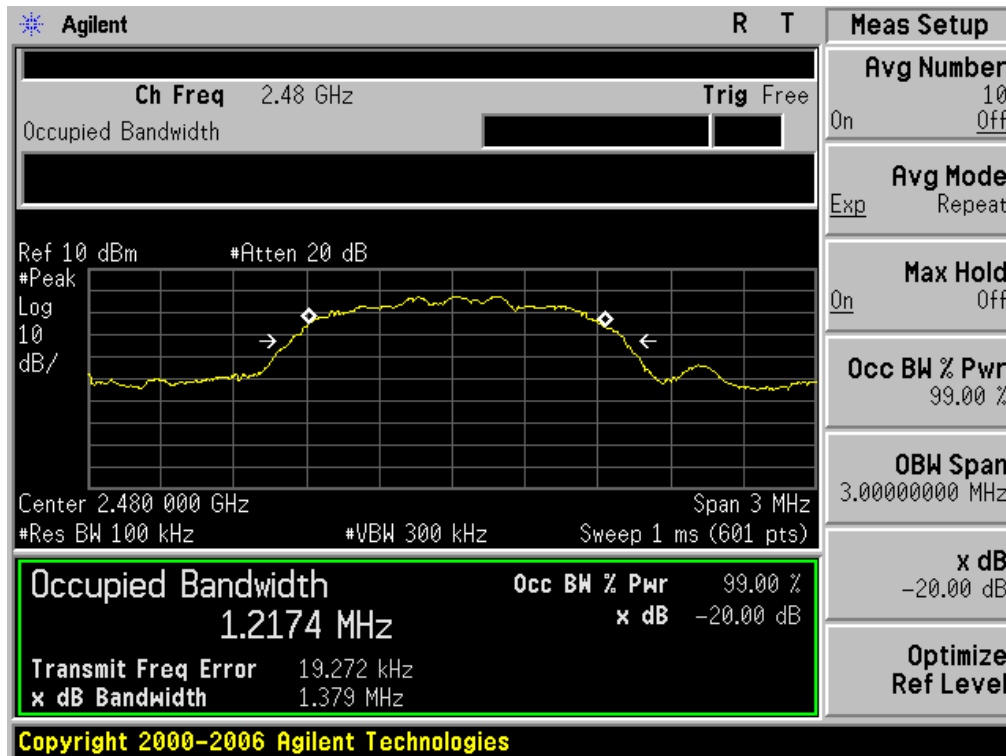 Agilent R T
Ch Freq 2.48 GHz Trig Free
Occupied Bandwidth
Ref 10 dBm #Atten 20 dB
#Peak
Log
10
dB/
Center 2.480 000 GHz Span 3 MHz
#Res BW 100 kHz #VBW 300 kHz Sweep 1 ms (601 pts)
Occupied Bandwidth
1.2174 MHz
Occ BW % Pwr 99.00 %
x dB -20.00 dB
Transmit Freq Error 19.272 kHz
x dB Bandwidth 1.379 MHz
Copyright 2000-2006 Agilent Technologies
Meas Setup
Avg Number
10
On Off
Avg Mode
Exp Repeat
Max Hold
On Off
Occ BW % Pwr
99.00 %
OBW Span
3.00000000 MHz
x dB
-20.00 dB
Optimize
Ref Level